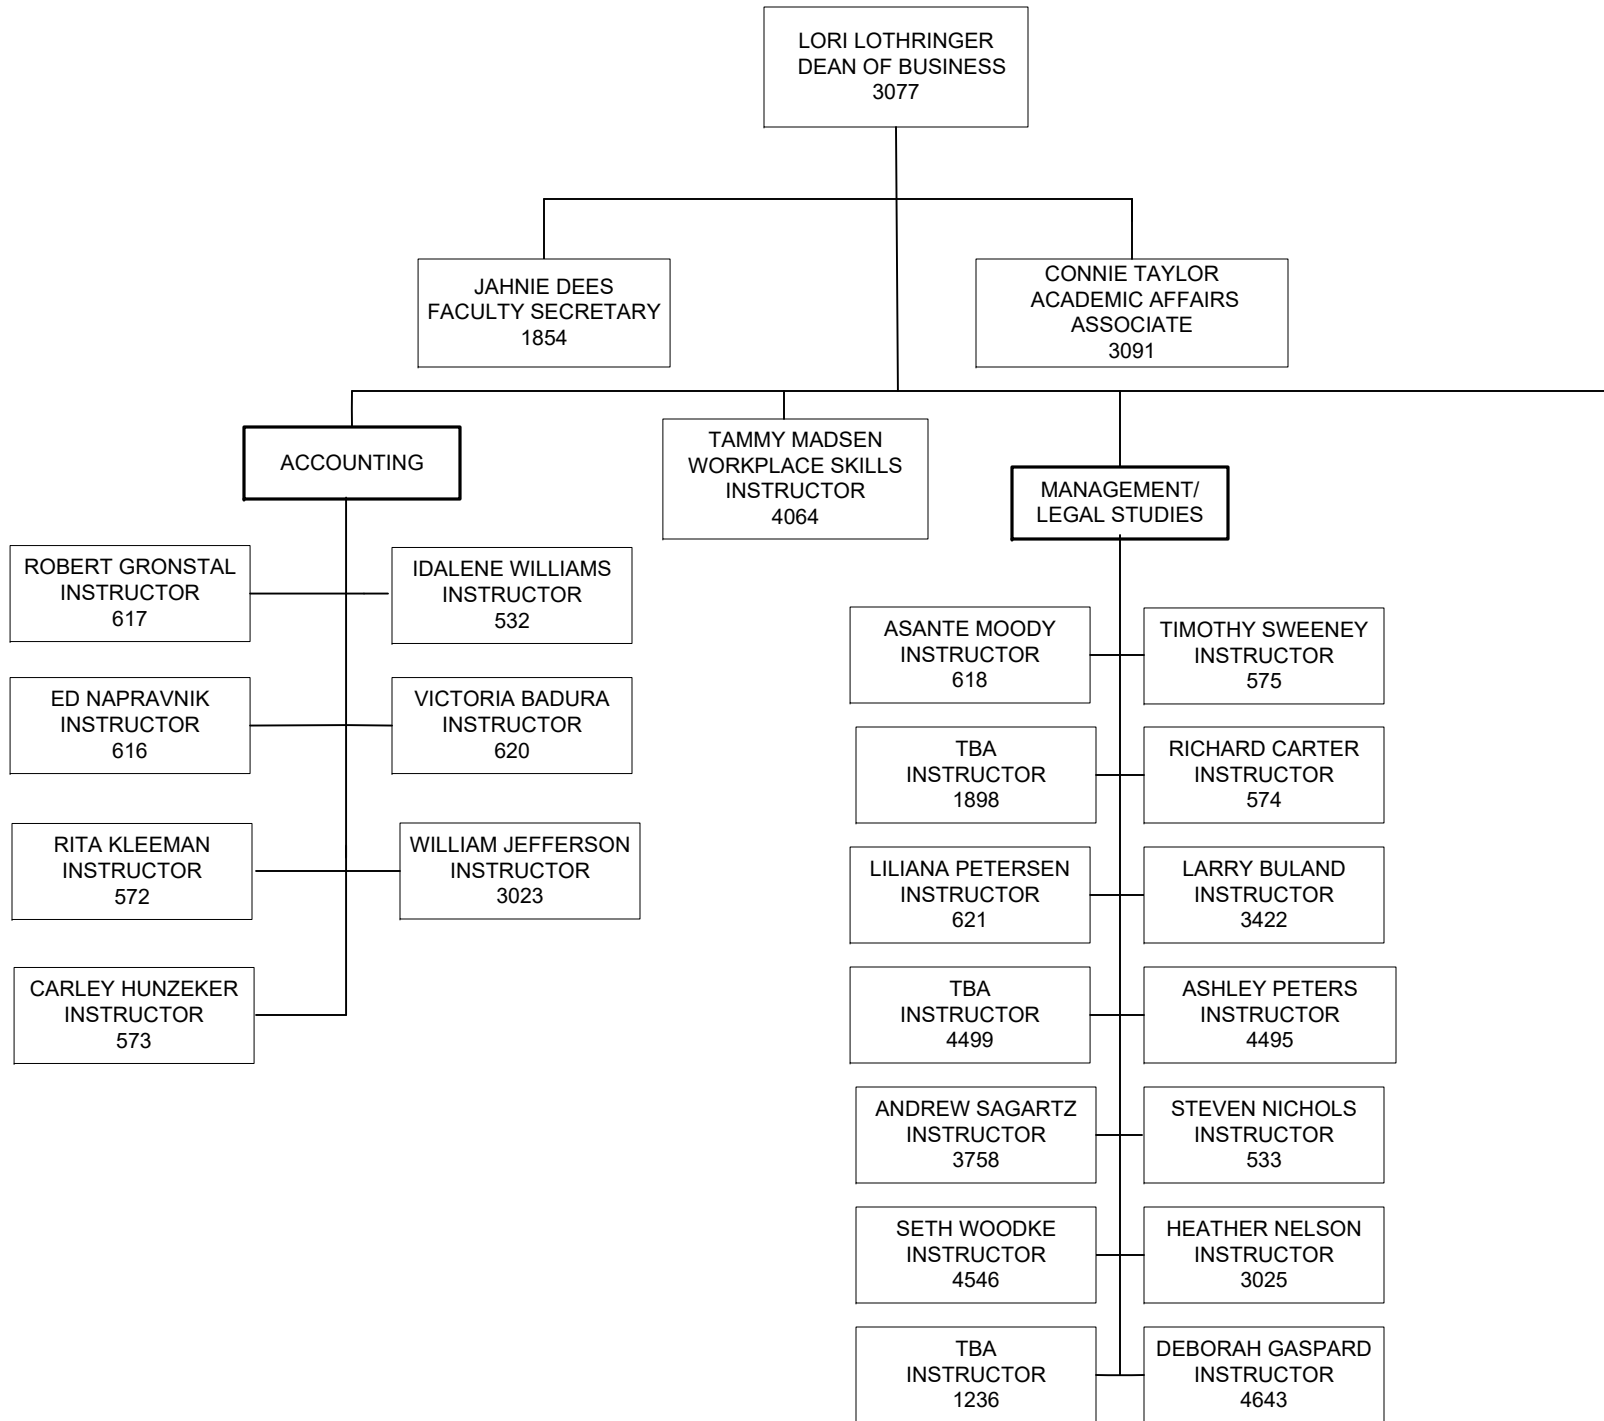 LORI LOTHRINGER
DEAN OF BUSINESS
3077
JAHNIE DEES
FACULTY SECRETARY
1854
CONNIE TAYLOR
ACADEMIC AFFAIRS
ASSOCIATE
3091
ACCOUNTING
TAMMY MADSEN
WORKPLACE SKILLS
INSTRUCTOR
4064
MANAGEMENT/
LEGAL STUDIES
ROBERT GRONSTAL
INSTRUCTOR
617
IDALENE WILLIAMS
INSTRUCTOR
532
ED NAPRAVNIK
INSTRUCTOR
616
VICTORIA BADURA
INSTRUCTOR
620
RITA KLEEMAN
INSTRUCTOR
572
WILLIAM JEFFERSON
INSTRUCTOR
3023
CARLEY HUNZEKER
INSTRUCTOR
573
ASANTE MOODY
INSTRUCTOR
618
TIMOTHY SWEENEY
INSTRUCTOR
575
TBA
INSTRUCTOR
1898
RICHARD CARTER
INSTRUCTOR
574
LILIANA PETERSEN
INSTRUCTOR
621
LARRY BULAND
INSTRUCTOR
3422
TBA
INSTRUCTOR
4499
ASHLEY PETERS
INSTRUCTOR
4495
ANDREW SAGARTZ
INSTRUCTOR
3758
STEVEN NICHOLS
INSTRUCTOR
533
SETH WOODKE
INSTRUCTOR
4546
HEATHER NELSON
INSTRUCTOR
3025
TBA
INSTRUCTOR
1236
DEBORAH GASPARD
INSTRUCTOR
4643